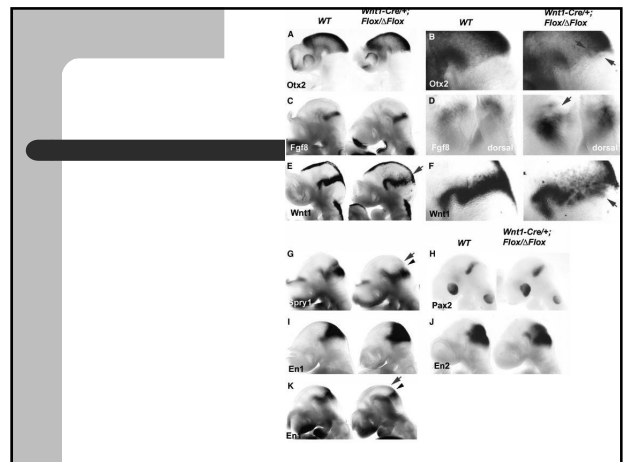 Wnt1-Cre/+;
WT Flox/ΔFlox
Wnt1-Cre/+;
WT Flox/ΔFlox
A
Otx2
B
Otx2
C
Fgf8
D
Fgf8 dorsal dorsal
E
Wnt1
F
Wnt1
Wnt1-Cre/+;
WT Flox/ΔFlox
G
Spry1
H
Pax2
I
En1
J
En2
K